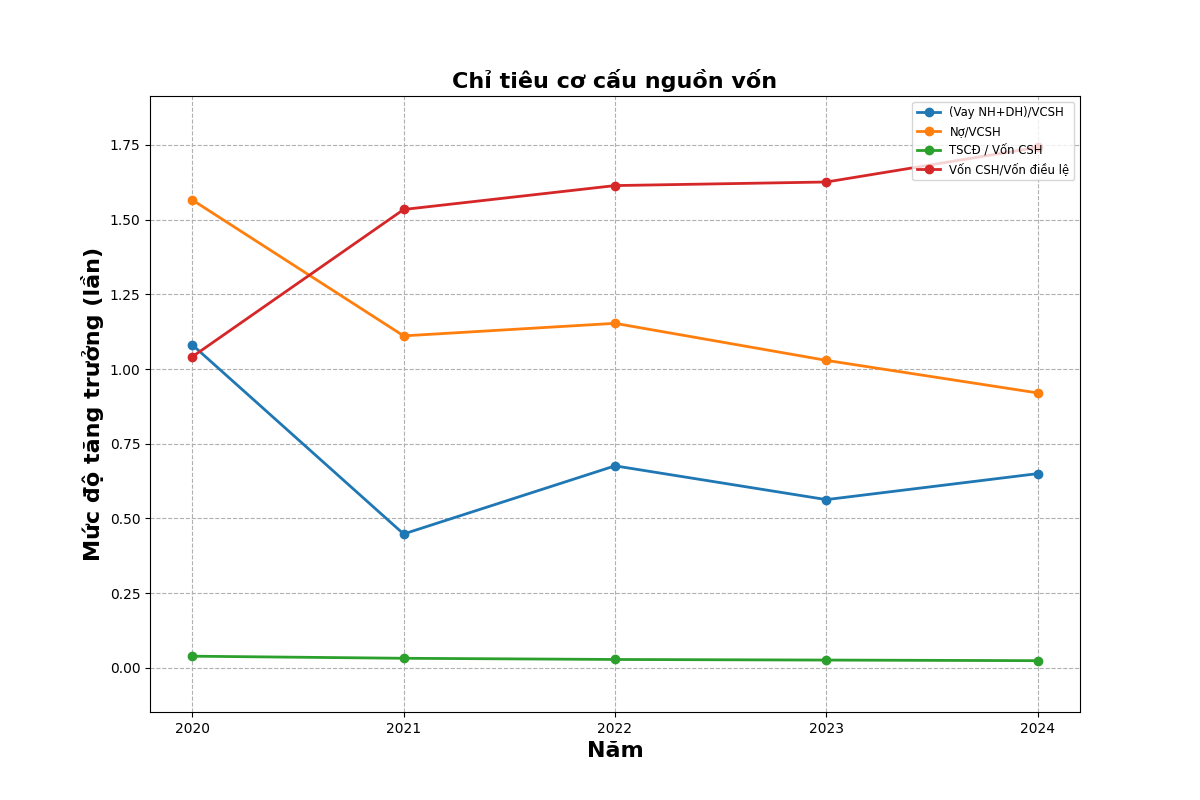 Chỉ tiêu cơ cấu nguồn vốn
(Vay NH+DH)/VCSH
Nợ/VCSH
TSCĐ / Vốn CSH
Vốn CSH/Vốn điều lệ
Mức độ tăng trưởng (lần)
1.75
1.50
1.25
1.00
0.75
0.50
0.25
0.00
2020 2021 2022 2023 2024
Năm